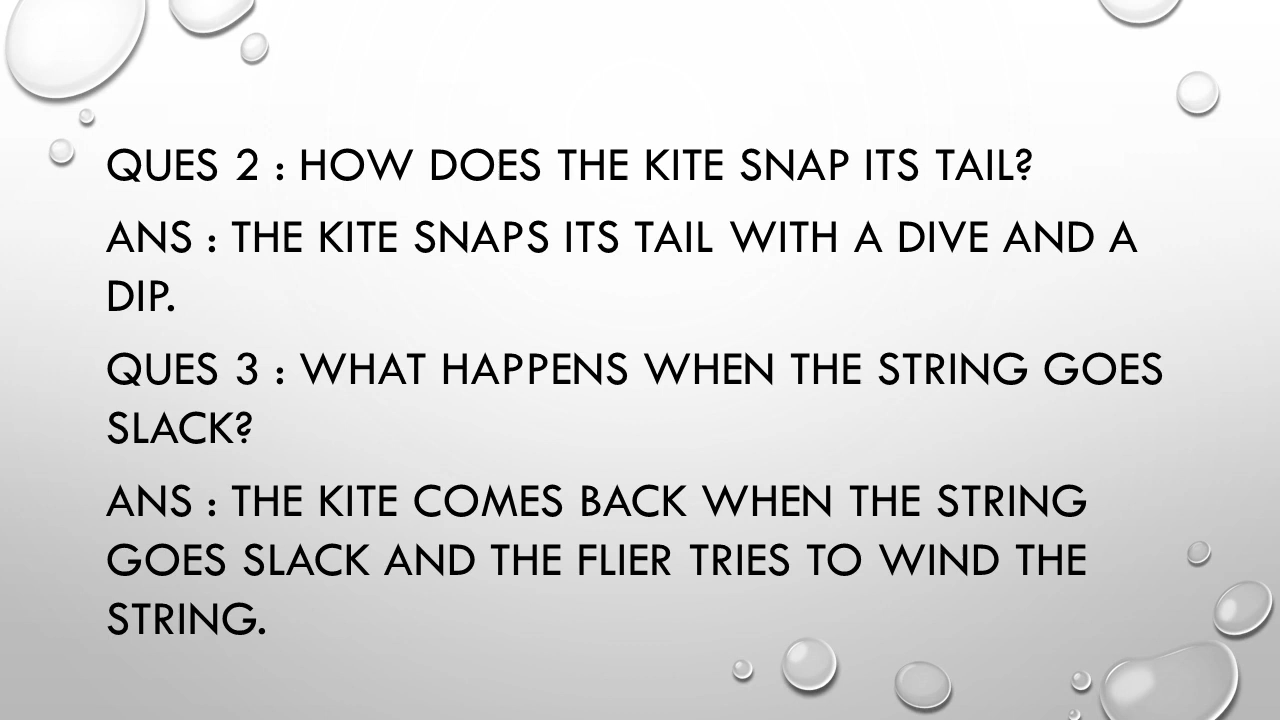 QUES 2 : HOW DOES THE KITE SNAP ITS TAIL?
ANS : THE KITE SNAPS ITS TAIL WITH A DIVE AND A
DIP.
QUES 3 : WHAT HAPPENS WHEN THE STRING GOES
SLACK?
ANS : THE KITE COMES BACK WHEN THE STRING
GOES SLACK AND THE FLIER TRIES TO WIND THE
STRING.